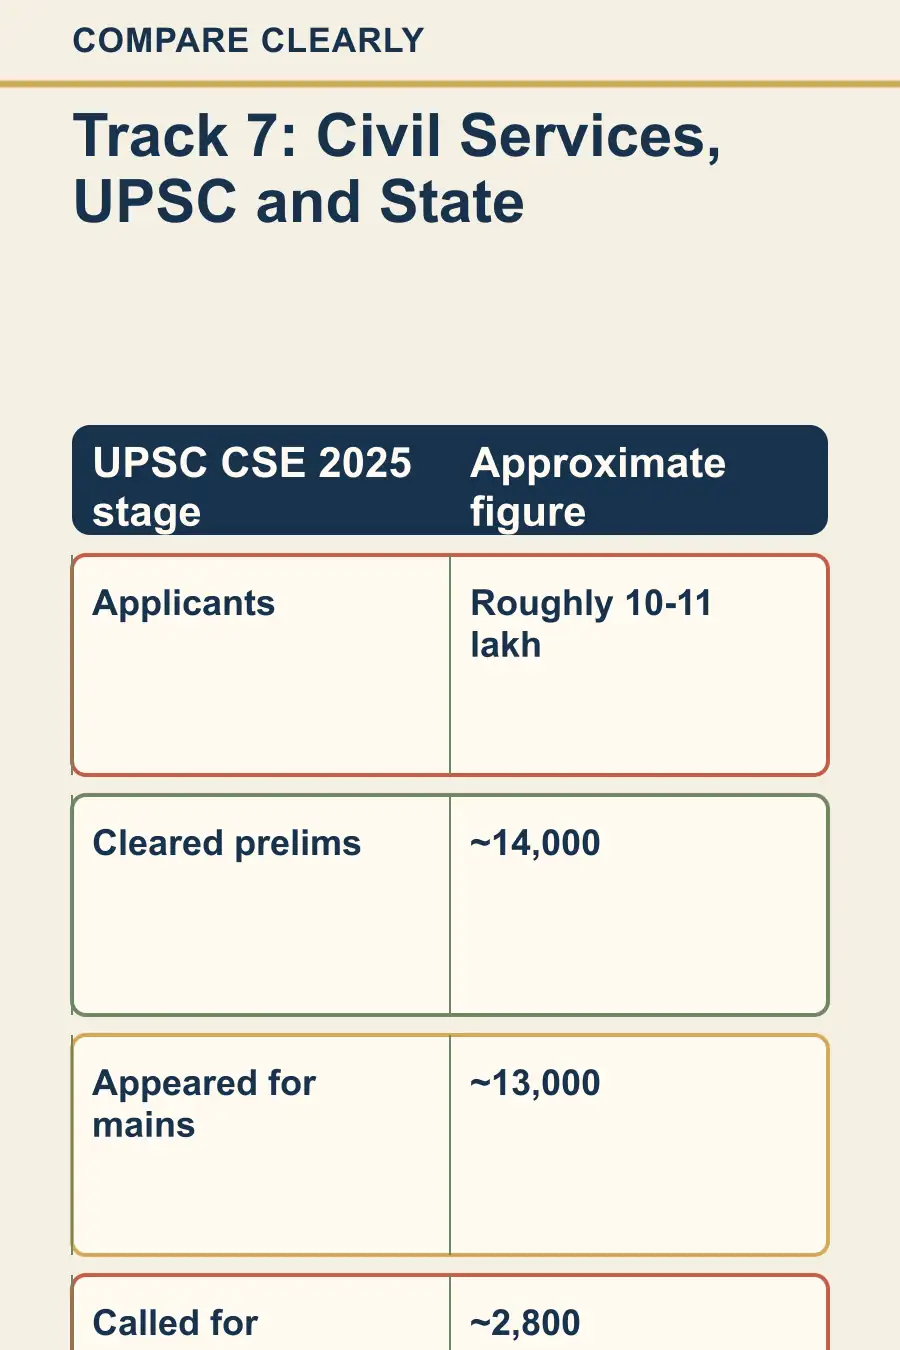 COMPARE CLEARLY
Track 7: Civil Services,
UPSC and State
UPSC CSE 2025 stage
Approximate figure
Applicants
Roughly 10-11 lakh
Cleared prelims
~14,000
Appeared for mains
~13,000
Called for
~2,800